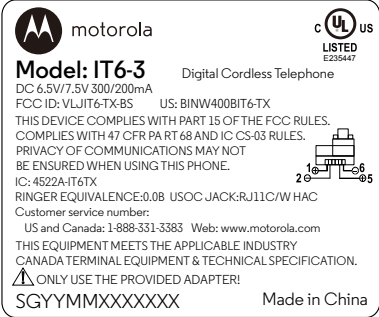 motorola
C UL US
LISTED
E235447
Model: IT6-3 Digital Cordless Telephone
DC 6.5V/7.5V 300/200mA
FCC ID: VLJIT6-TX-BS US: BINW400BIT6-TX
THIS DEVICE COMPLIES WITH PART 15 OF THE FCC RULES.
COMPLIES WITH 47 CFR PA RT 68 AND IC CS-03 RULES.
PRIVACY OF COMMUNICATIONS MAY NOT
BE ENSURED WHEN USING THIS PHONE.
1 6
2 5
IC: 4522A-IT6TX
RINGER EQUIVALENCE:0.0B USOC JACK:RJ11C/W HAC
Customer service number:
US and Canada: 1-888-331-3383 Web: www.motorola.com
THIS EQUIPMENT MEETS THE APPLICABLE INDUSTRY
CANADA TERMINAL EQUIPMENT & TECHNICAL SPECIFICATION.
! ONLY USE THE PROVIDED ADAPTER!
SGYYMMXXXXXXX Made in China